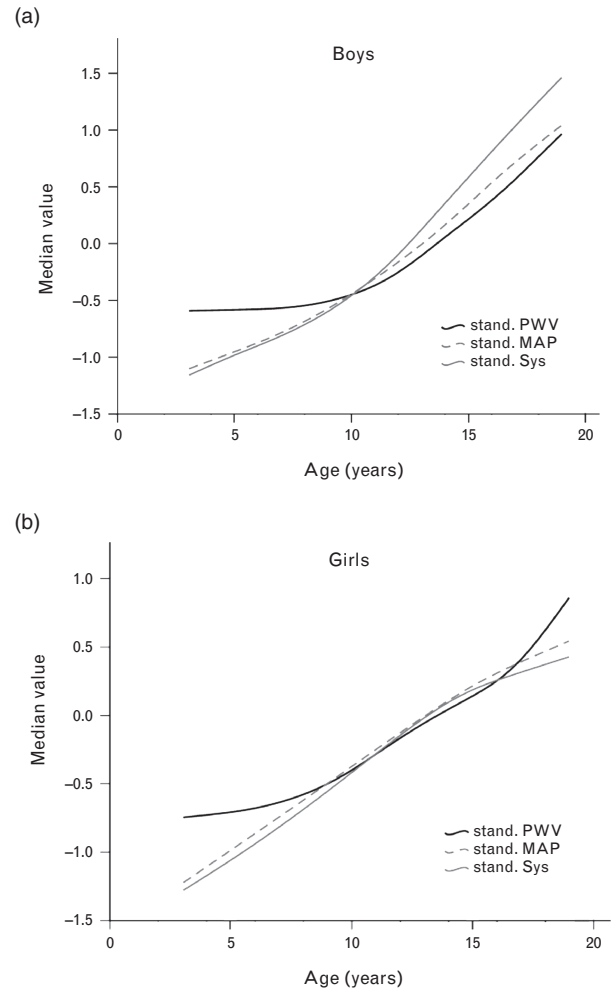 (a)
Boys
1.5
1.0
0.5
0.0
−0.5
−1.0
−1.5
Median value
stand. PWV
stand. MAP
stand. Sys
0 5 10 15 20
Age (years)
(b)
Girls
1.0
0.5
0.0
−0.5
−1.0
−1.5
Median value
stand. PWV
stand. MAP
stand. Sys
0 5 10 15 20
Age (years)